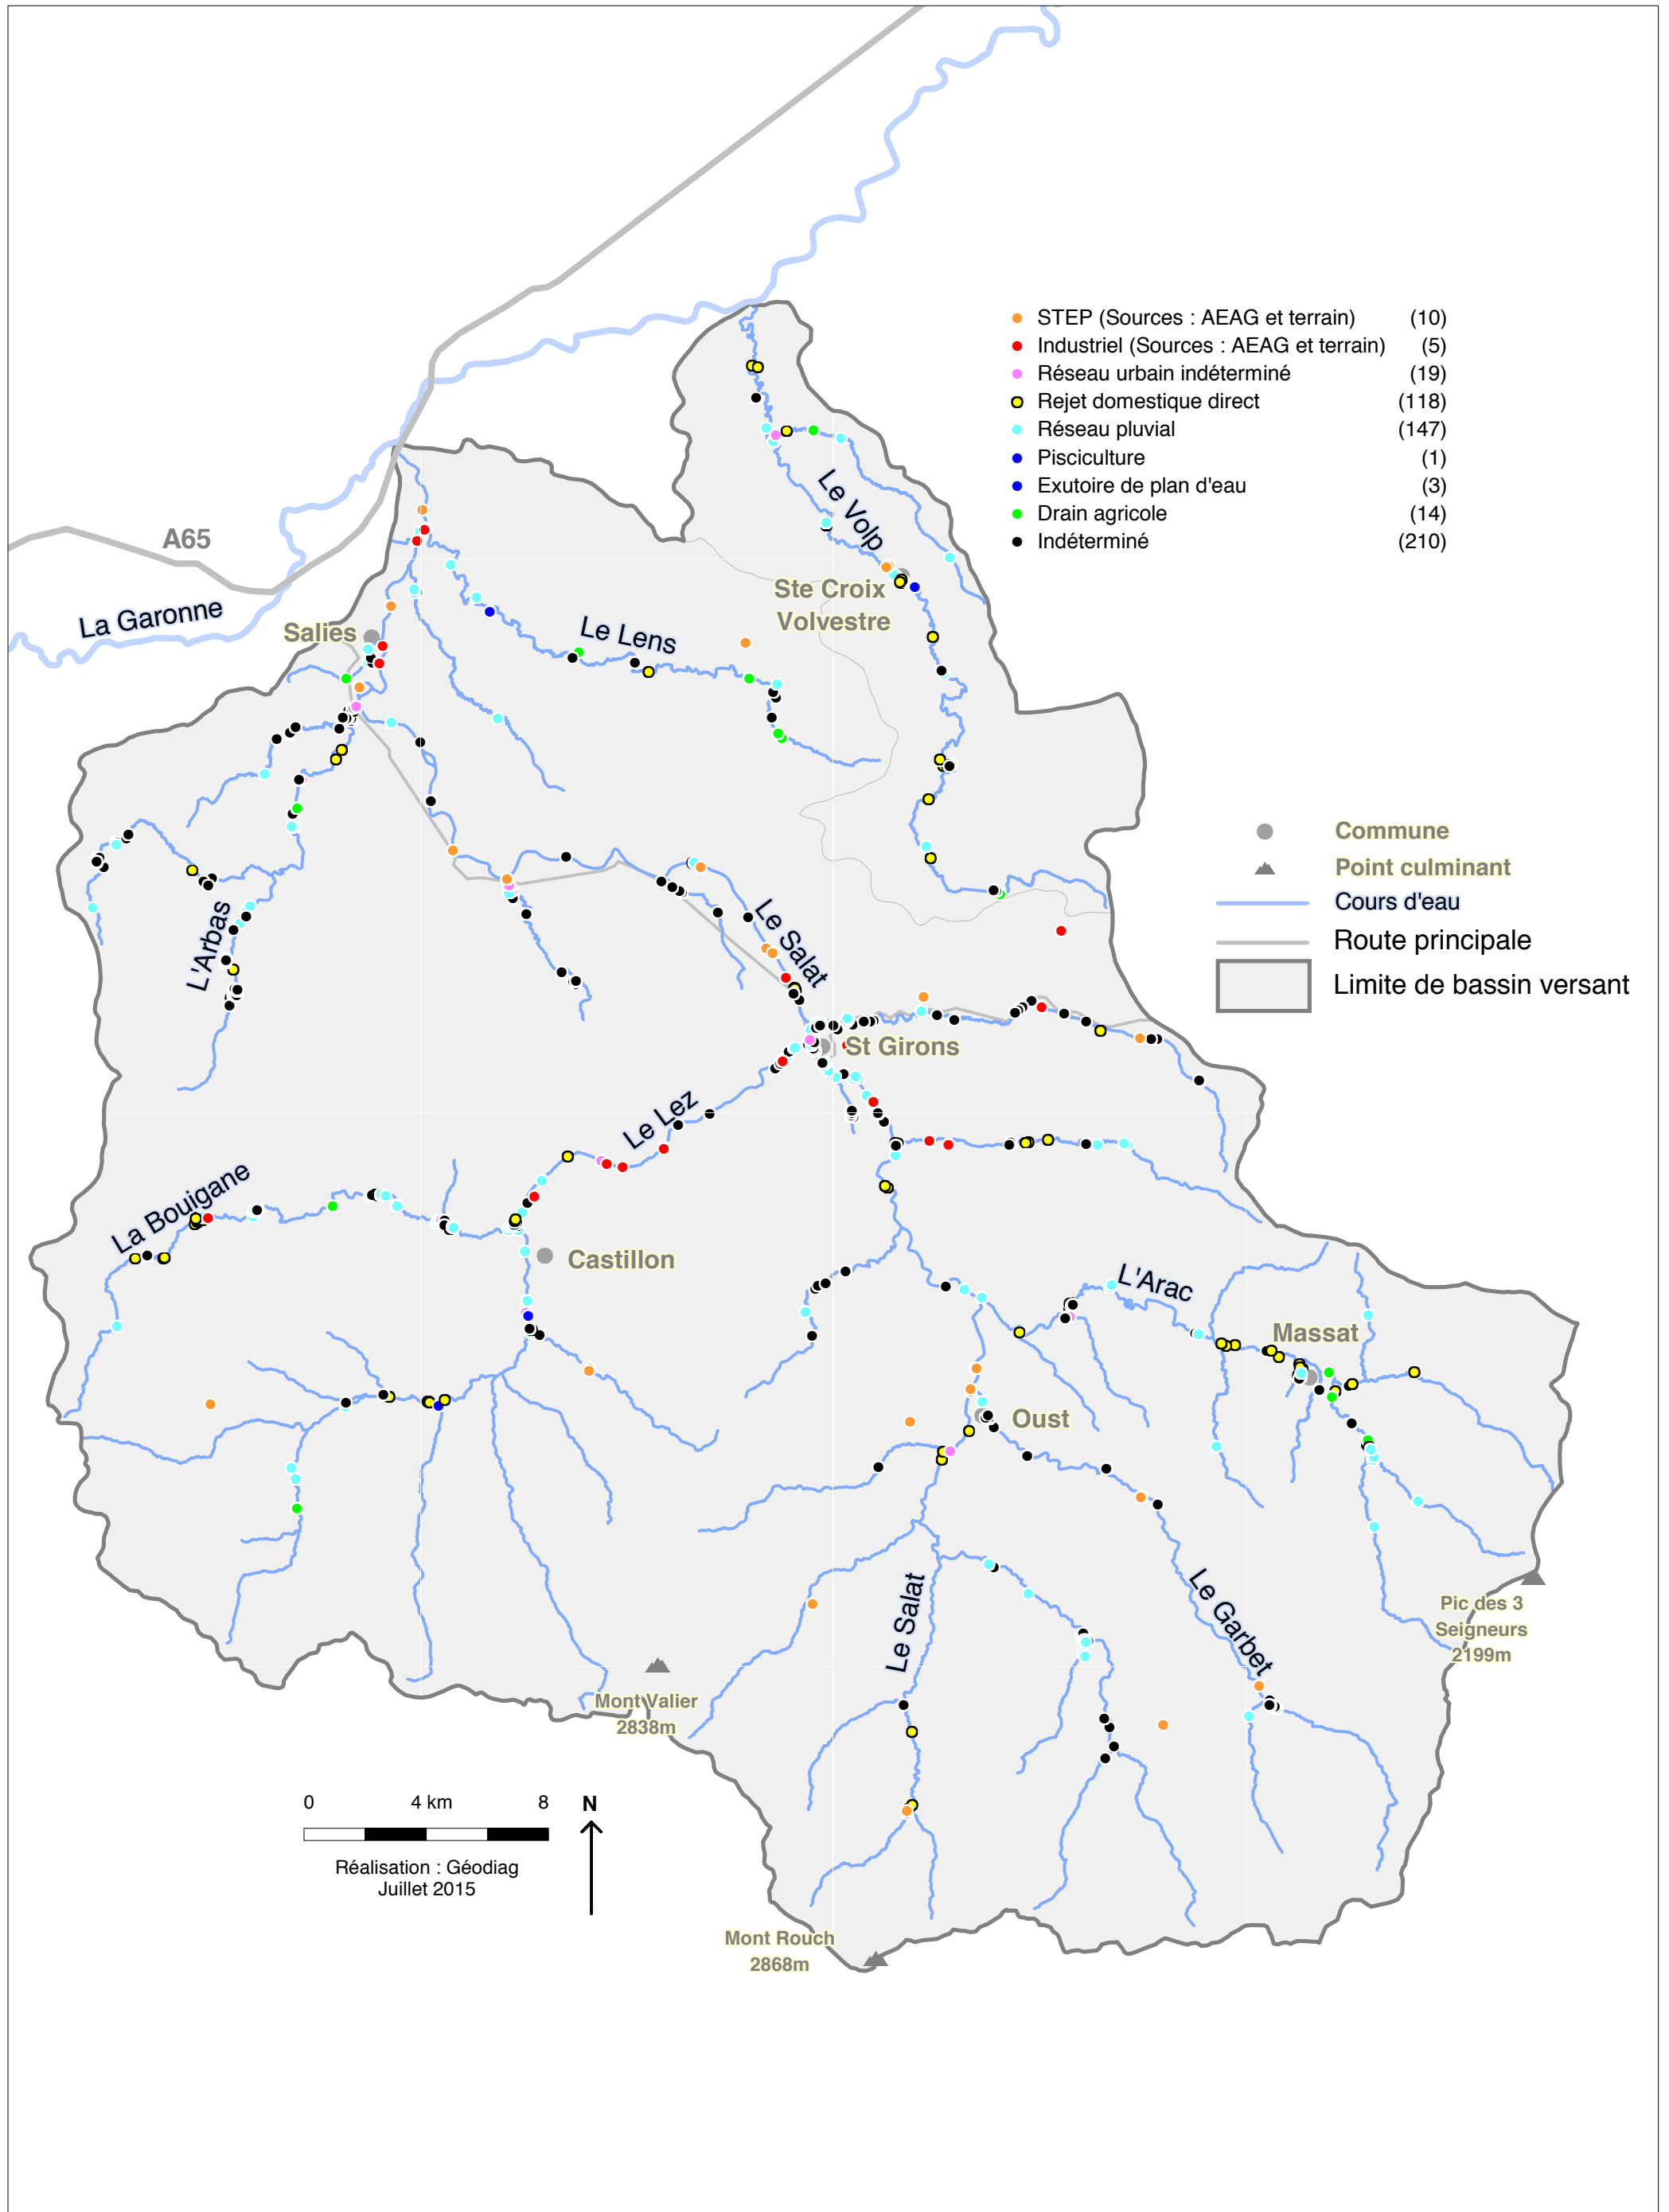 STEP (Sources : AEAG et terrain) (10)
Industriel (Sources : AEAG et terrain) (5)
Réseau urbain indéterminé (19)
Rejet domestique direct (118)
Réseau pluvial (147)
Pisciculture (1)
Exutoire de plan d'eau (3)
Drain agricole (14)
Indéterminé (210)
Le Volp
A65
Ste Croix
Volvestre
La Garonne
Salies
Le Lens
Commune
Point culminant
Cours d'eau
Route principale
Limite de bassin versant
L'Arbas
Le Salat
St Girons
Le Lez
La Bouigane
Castillon
L'Arac
Massat
Oust
Le Salat
Le Garbet
Pic des 3
Seigneurs
2199m
Mont Valier
2838m
0 4 km 8
N
Réalisation : Géodiag
Juillet 2015
Mont Rouch
2868m